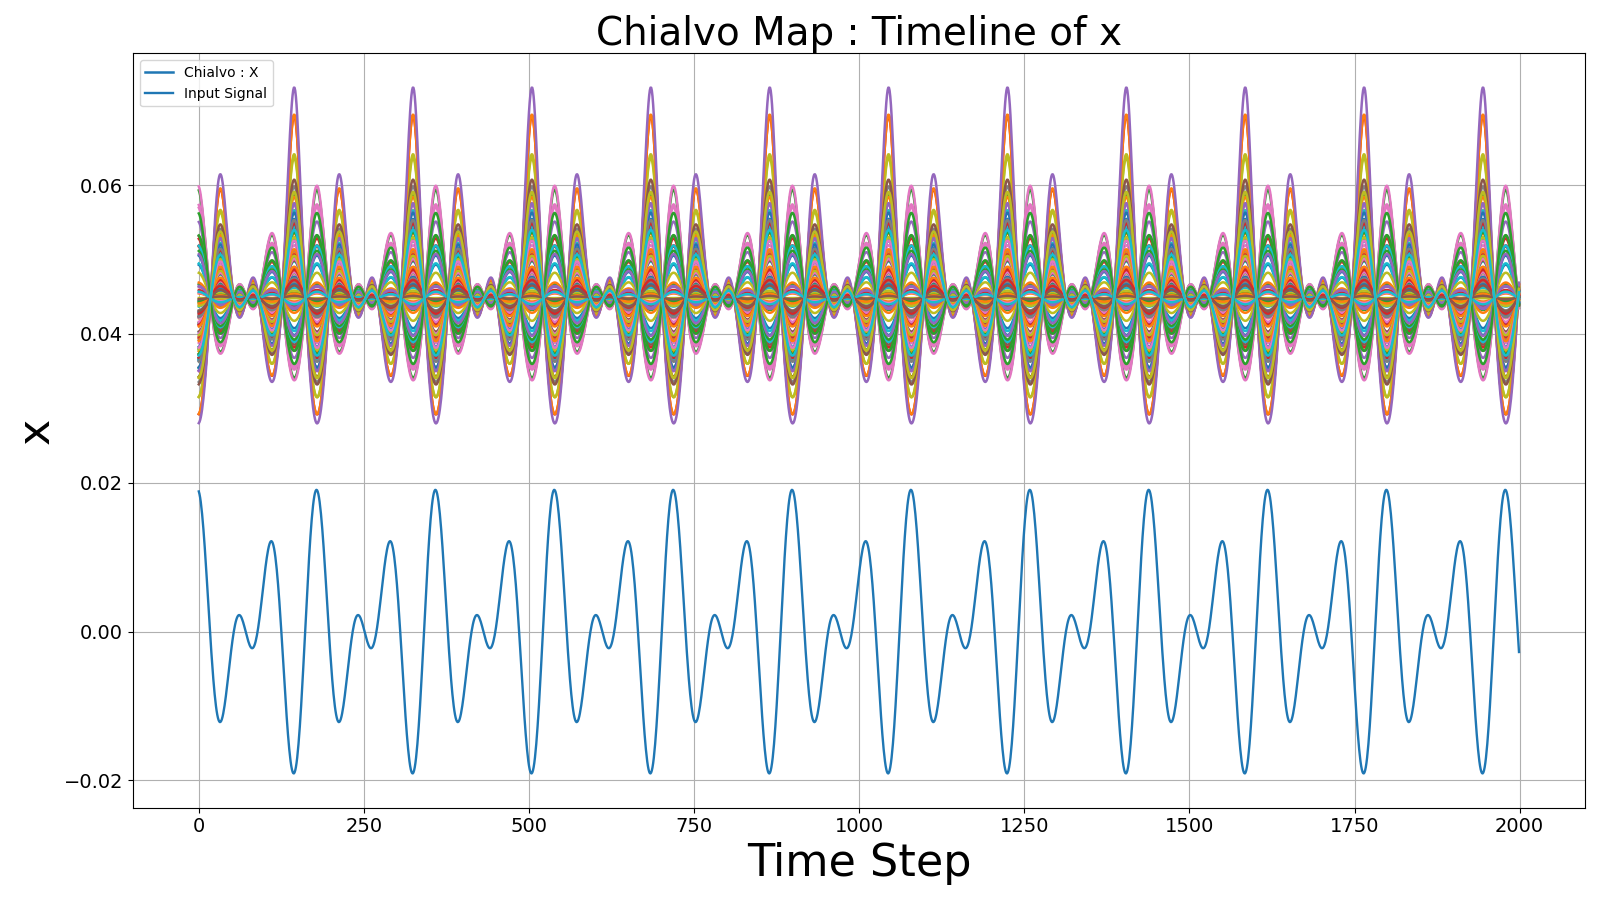 Chialvo Map : Timeline of x
Chialvo : X
Input Signal
0.06
0.04
0.02
0.00
−0.02
x
0 250 500 750 1000 1250 1500 1750 2000
Time Step